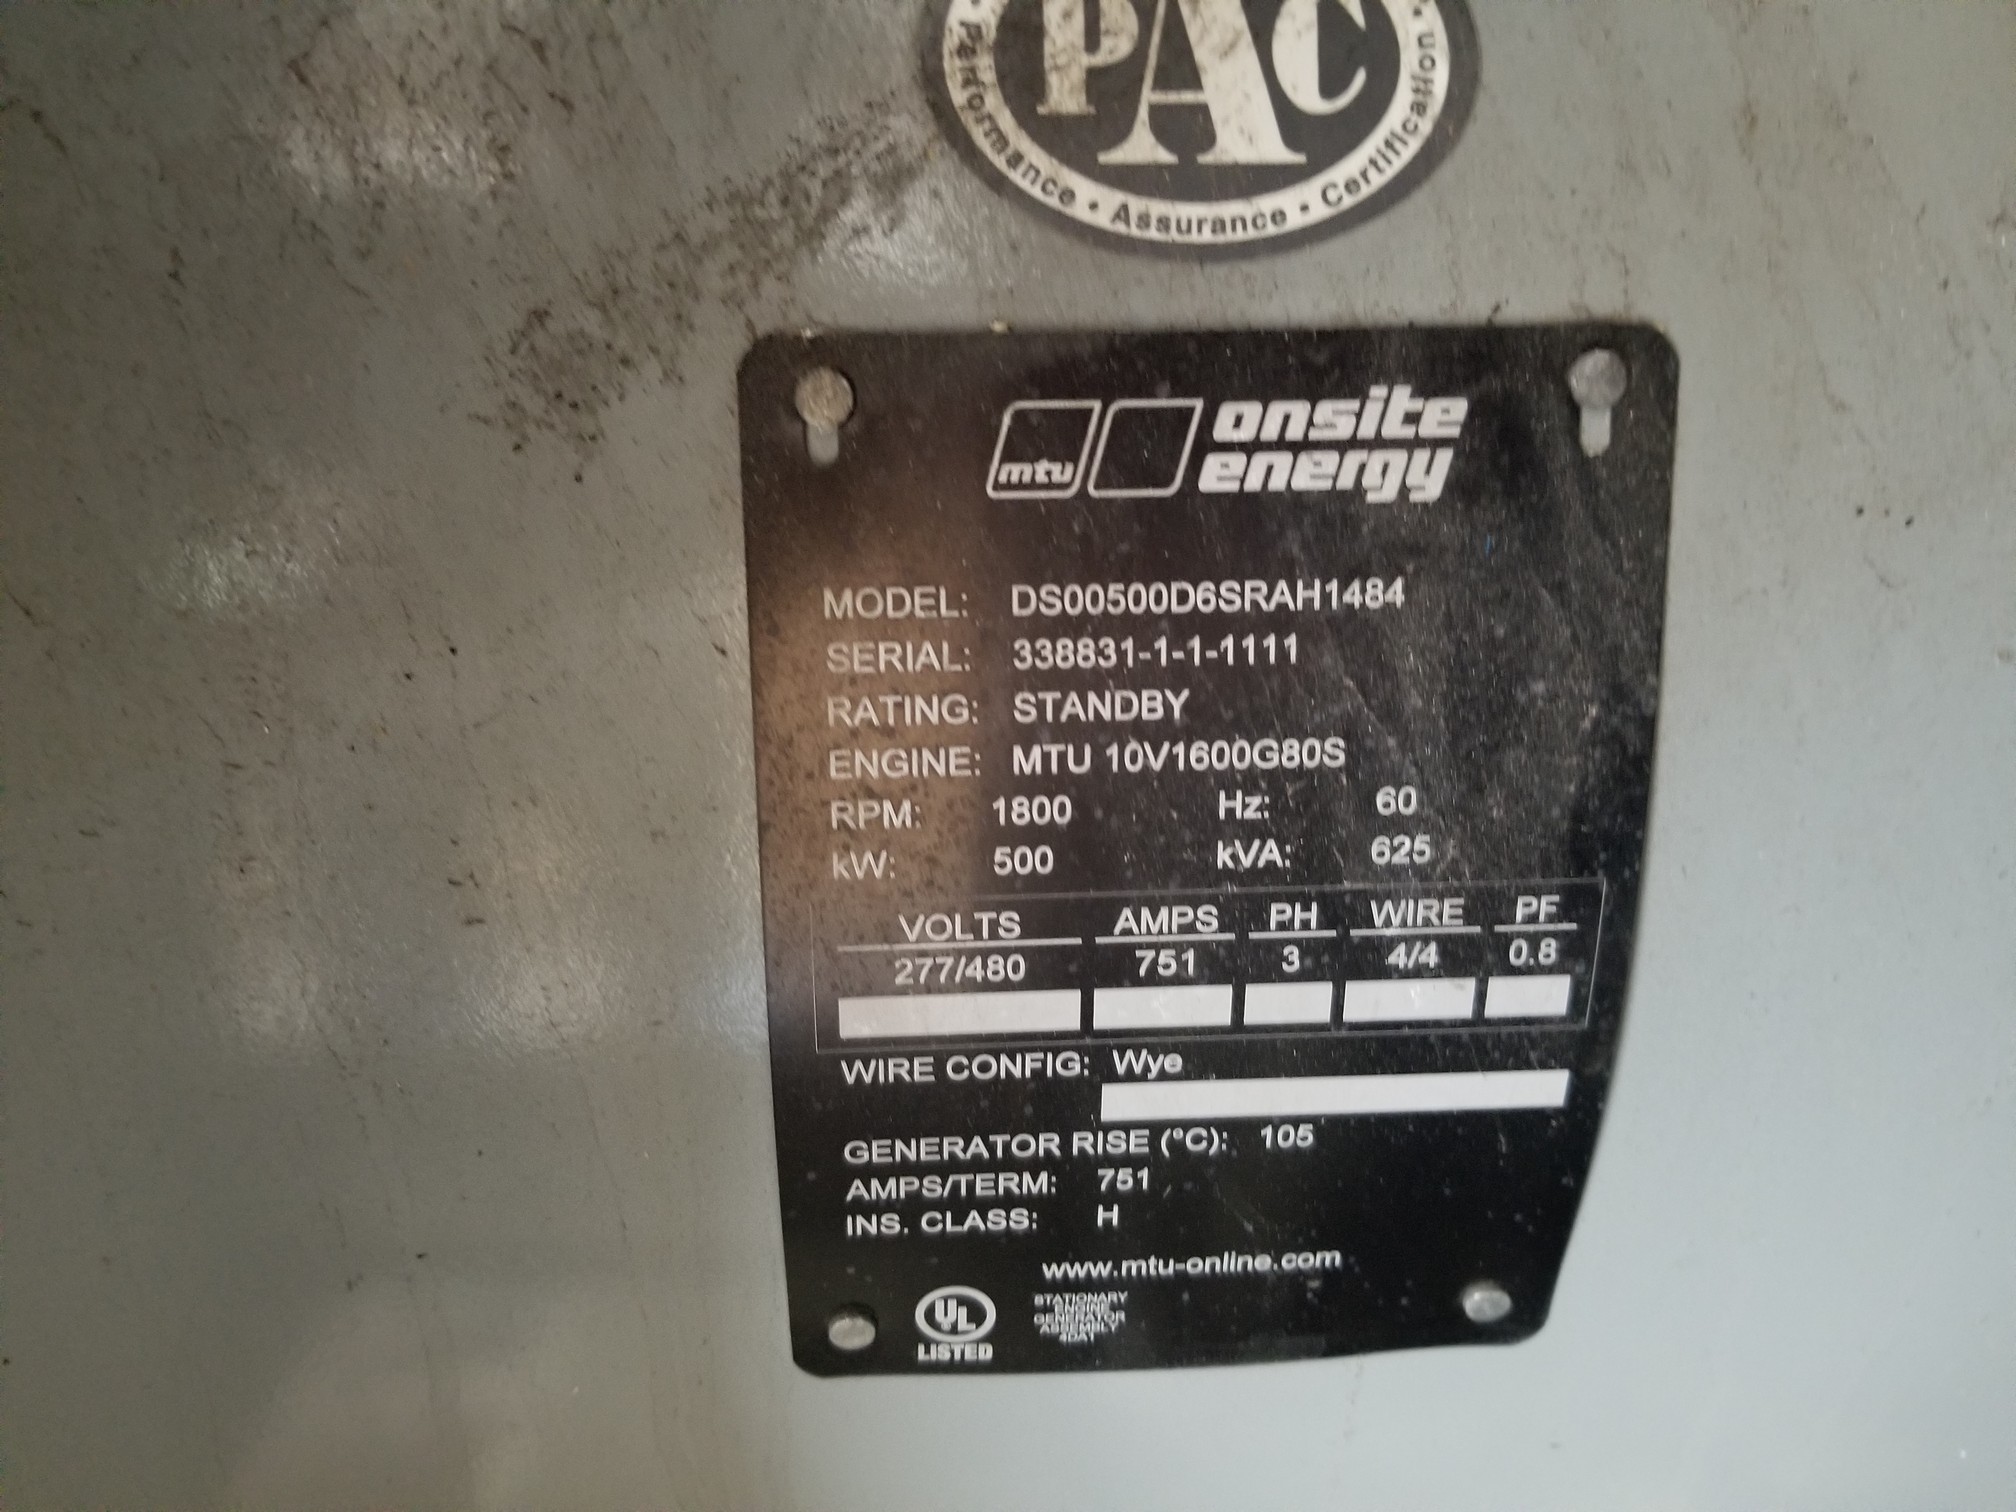 PAC
Performance • Assurance • Certification •
mtu onsite
energy
MODEL: DS00500D6SRAH1484
SERIAL: 338831-1-1-1111
RATING: STANDBY
ENGINE: MTU 10V1600G80S
RPM: 1800 Hz: 60
kW: 500 kVA: 625
VOLTS AMPS PH WIRE PF
277/480 751 3 4/4 0.8
WIRE CONFIG: Wye
GENERATOR RISE (°C): 105
AMPS/TERM: 751
INS. CLASS: H
www.mtu-online.com
UL
LISTED
STATIONARY
ENGINE
GENERATOR
ASSEMBLY